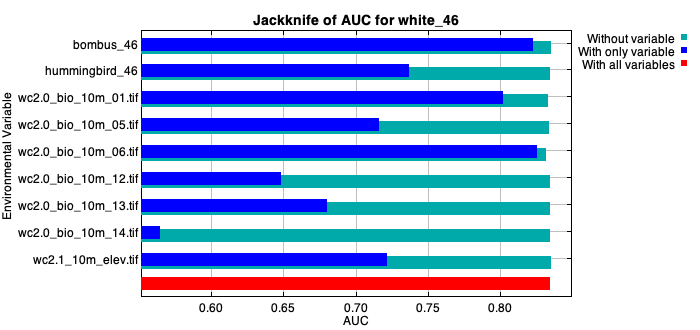 Jackknife of AUC for white_46
Without variable
With only variable
With all variables
Environmental Variable
bombus_46
hummingbird_46
wc2.0_bio_10m_01.tif
wc2.0_bio_10m_05.tif
wc2.0_bio_10m_06.tif
wc2.0_bio_10m_12.tif
wc2.0_bio_10m_13.tif
wc2.0_bio_10m_14.tif
wc2.1_10m_elev.tif
0.60 0.65 0.70 0.75 0.80
AUC